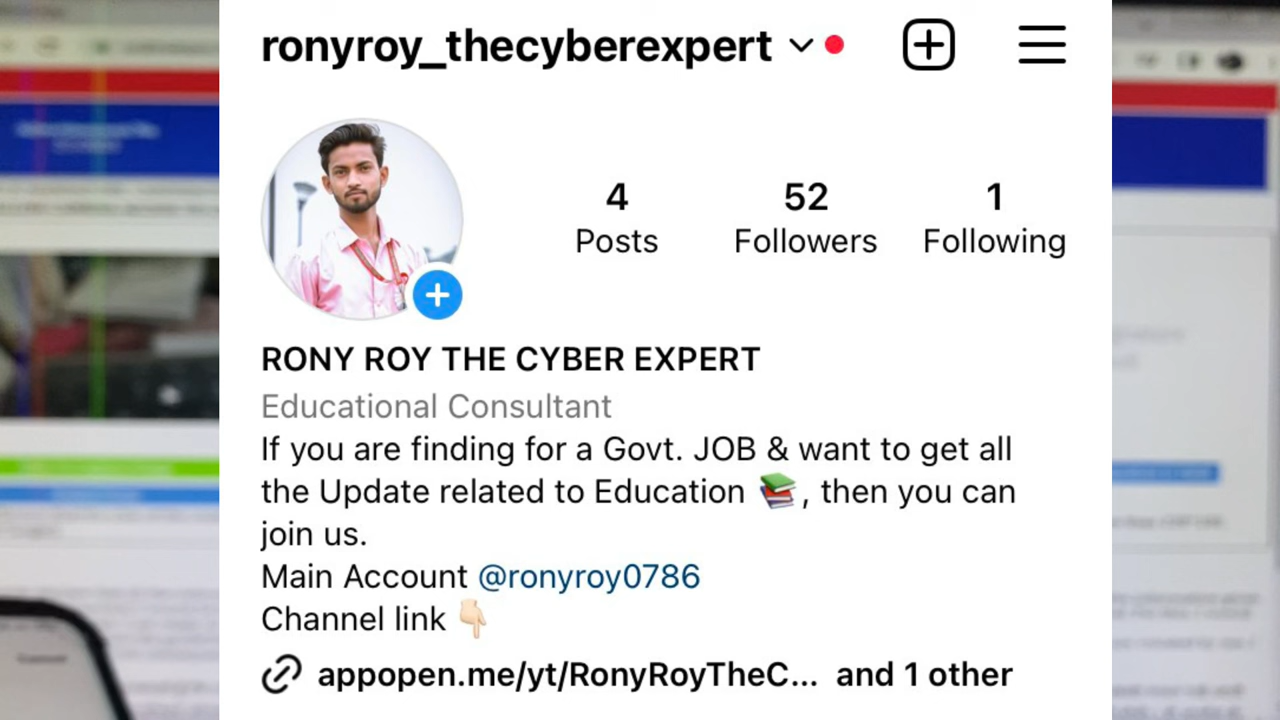 ronyroy_thecyberexpert
4 52 1
Posts Followers Following
RONY ROY THE CYBER EXPERT
Educational Consultant
If you are finding for a Govt. JOB & want to get all
the Update related to Education 📚, then you can
join us.
Main Account @ronyroy0786
Channel link 👇🏻
appopen.me/yt/RonyRoyTheC... and 1 other